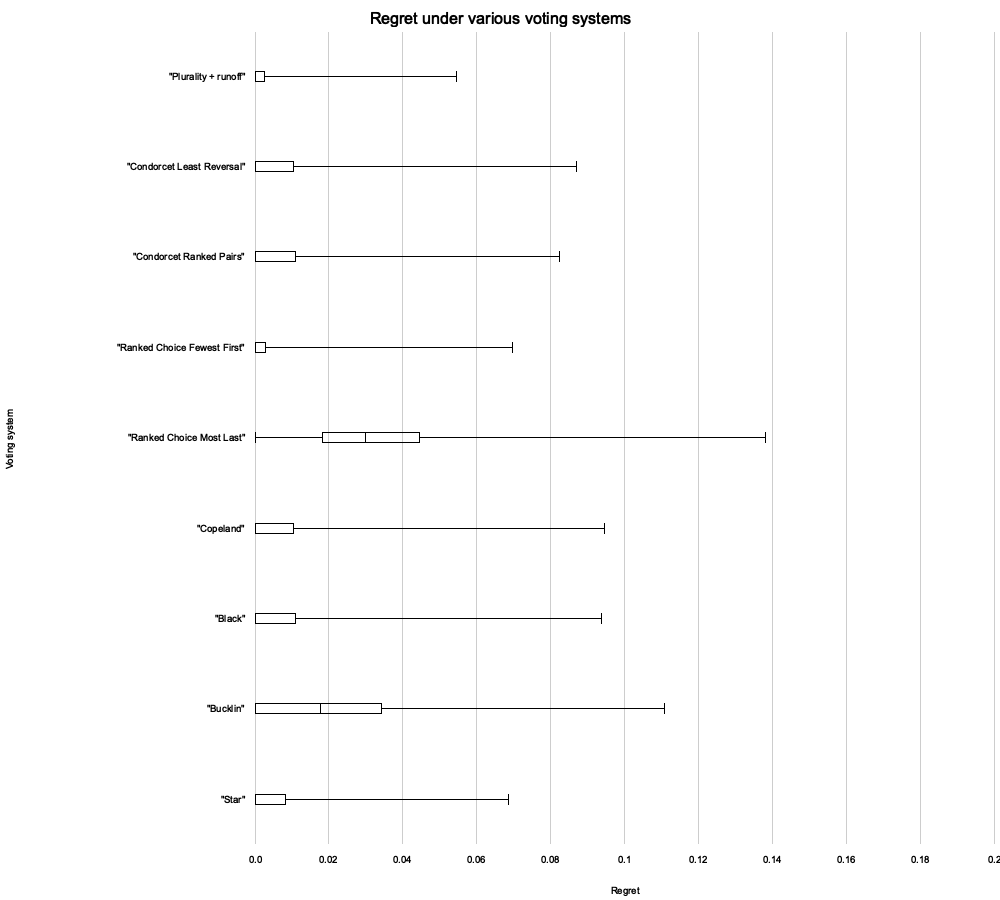 Regret under various voting systems
"Plurality + runoff"
"Condorcet Least Reversal"
"Condorcet Ranked Pairs"
"Ranked Choice Fewest First"
"Ranked Choice Most Last"
"Copeland"
"Black"
"Bucklin"
"Star"
Voting system
0.0 0.02 0.04 0.06 0.08 0.1 0.12 0.14 0.16 0.18 0.2
Regret